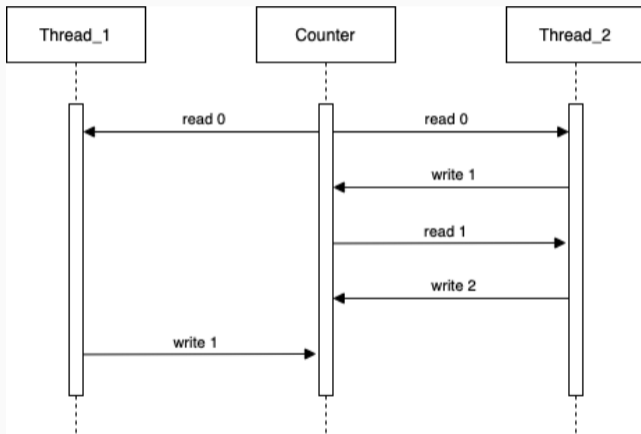 Thread_1
Counter
Thread_2
read 0
read 0
write 1
read 1
write 2
write 1